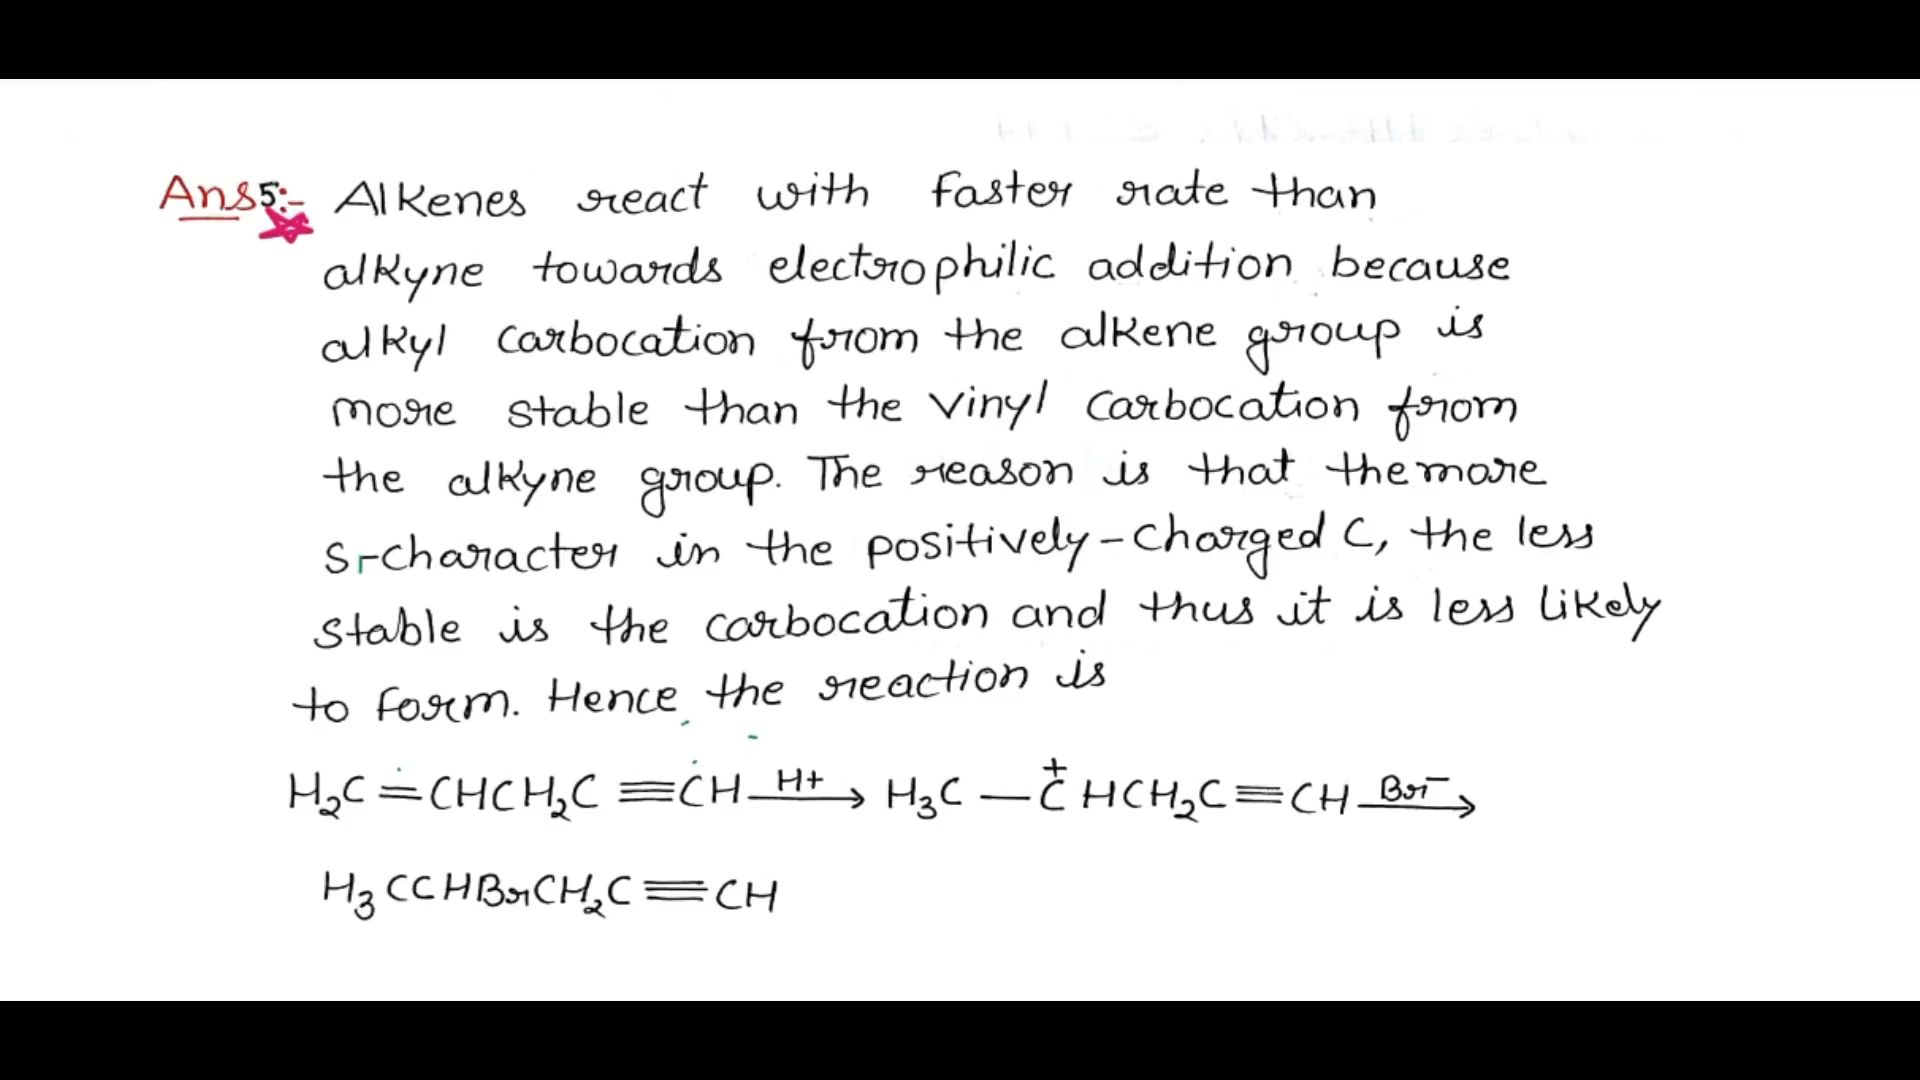 Ans 5:- Alkenes react with faster rate than
alkyne towards electrophilic addition because
alkyl carbocation from the alkene group is
more stable than the vinyl carbocation from
the alkyne group. The reason is that the more
S-character in the positively-charged C, the less
stable is the carbocation and thus it is less likely
to form. Hence the reaction is
H₂C=CHCH₂C≡CH —H+→ H₃C—C⁺HCH₂C≡CH —Br⁻→
H₃CCHBrCH₂C≡CH